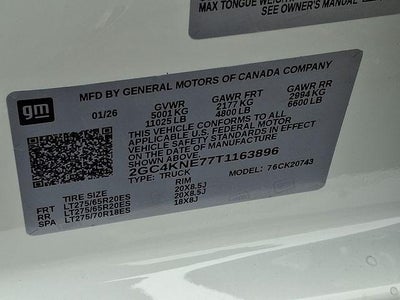 MAX TONGUE WEIGHT
SEE OWNER'S MANUAL
gm
MFD BY GENERAL MOTORS OF CANADA COMPANY
01/26
GVWR GAWR FRT GAWR RR
5001KG 2177 KG 2994 KG
11025 LB 4800 LB 6600 LB
THIS VEHICLE CONFORMS TO ALL
APPLICABLE U.S. FEDERAL MOTOR
VEHICLE SAFETY STANDARDS IN EFFECT
ON THE DATE OF MANUFACTURE SHOWN ABOVE.
2GC4KNE77T1163896
TYPE: TRUCK 76CK20743
TIRE SIZE RIM
FRT LT275/65R20ES 20X8.5J
RR LT275/65R20ES 20X8.5J
SPA LT275/70R18ES 18X8J